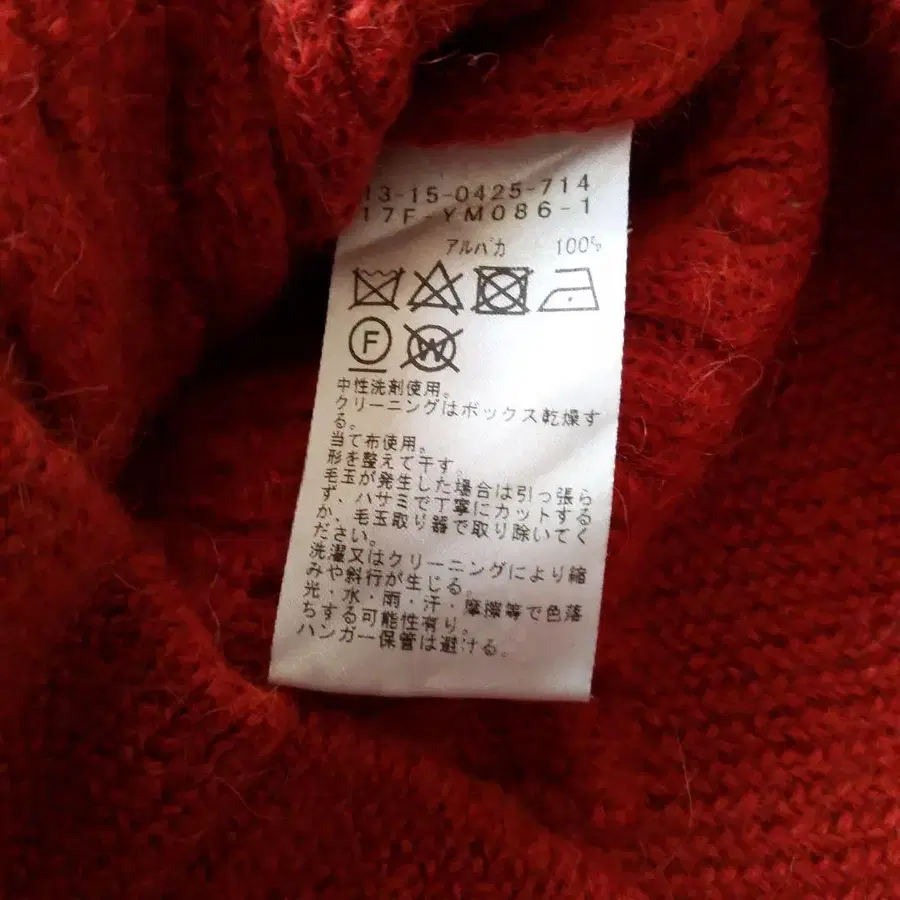 13-15-0425-714
17F-YM086-1
アルパカ 100%
F
W
中性洗剤使用。
クリーニングはボックス乾燥す
る。
当て布使用。
形を整えて干す。
毛玉が発生した場合は引っ張ら
ず、ハサミで丁寧にカットする
か、毛玉取り器で取り除いてく
ださい。
洗濯又はクリーニングにより縮
みや斜行が生じる。
光・水・雨・汗・摩擦等で色落
ちする可能性有り。
ハンガー保管は避ける。